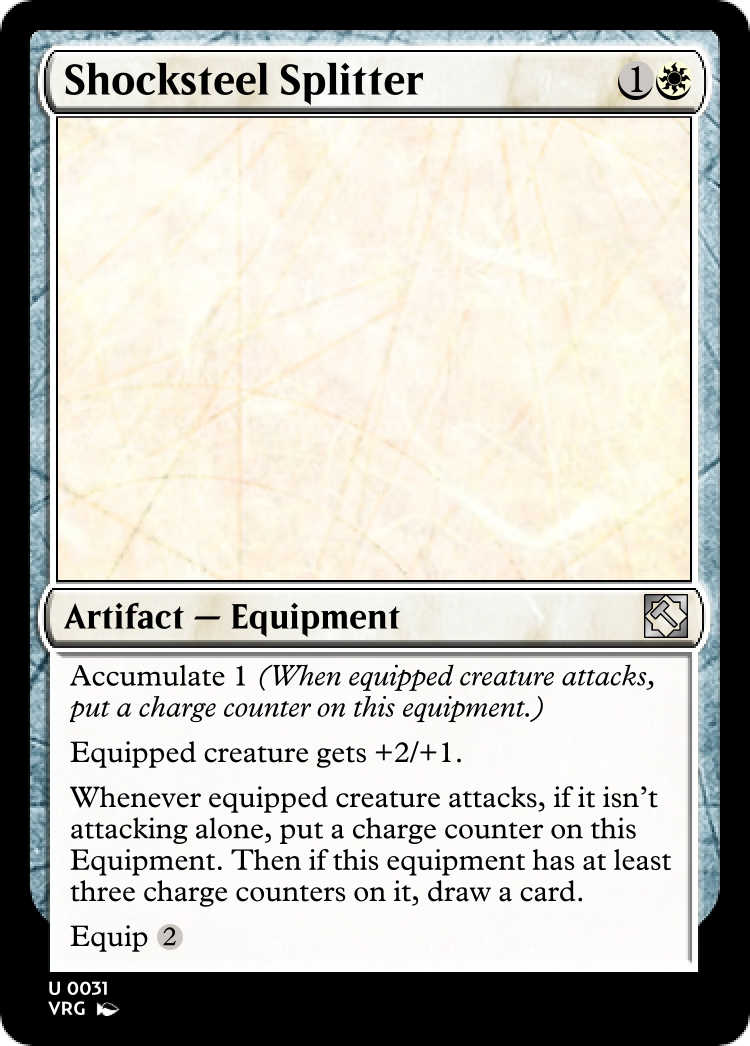 Shocksteel Splitter 1
Artifact — Equipment
Accumulate 1 (When equipped creature attacks,
put a charge counter on this equipment.)
Equipped creature gets +2/+1.
Whenever equipped creature attacks, if it isn't
attacking alone, put a charge counter on this
Equipment. Then if this equipment has at least
three charge counters on it, draw a card.
Equip 2
U 0031
VRG